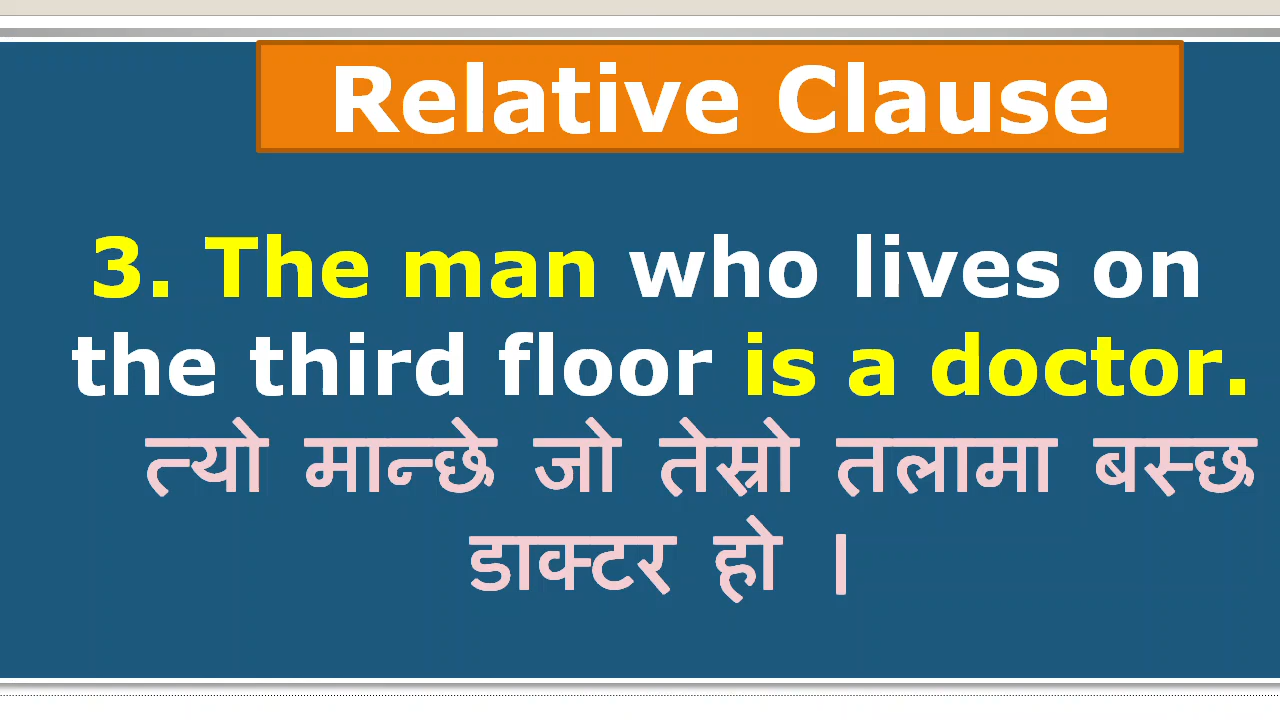 Relative Clause
3. The man who lives on
the third floor is a doctor.
त्यो मान्छे जो तेस्रो तलामा बस्छ
डाक्टर हो ।